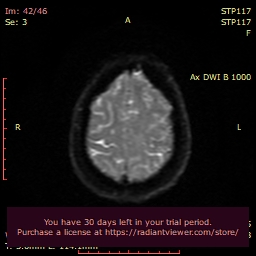 Im: 42/46
Se: 3
A
STP117
STP117
F
Ax DWI B 1000
R
L
You have 30 days left in your trial period.
Purchase a license at https://radiantviewer.com/store/